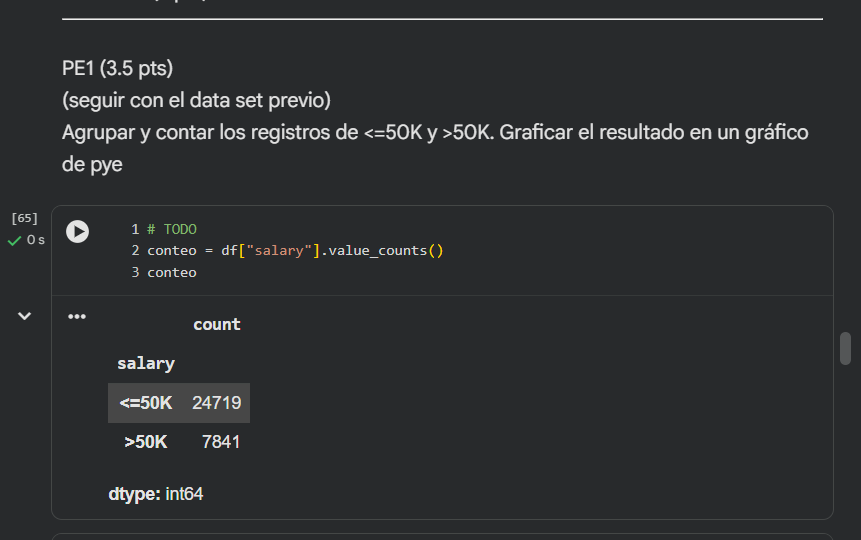 PE1 (3.5 pts)
(seguir con el data set previo)
Agrupar y contar los registros de <=50K y >50K. Graficar el resultado en un gráfico
de pye
[65]
0 s
1 # TODO
2 conteo = df["salary"].value_counts()
3 conteo
count
salary
<=50K 24719
>50K 7841
dtype: int64